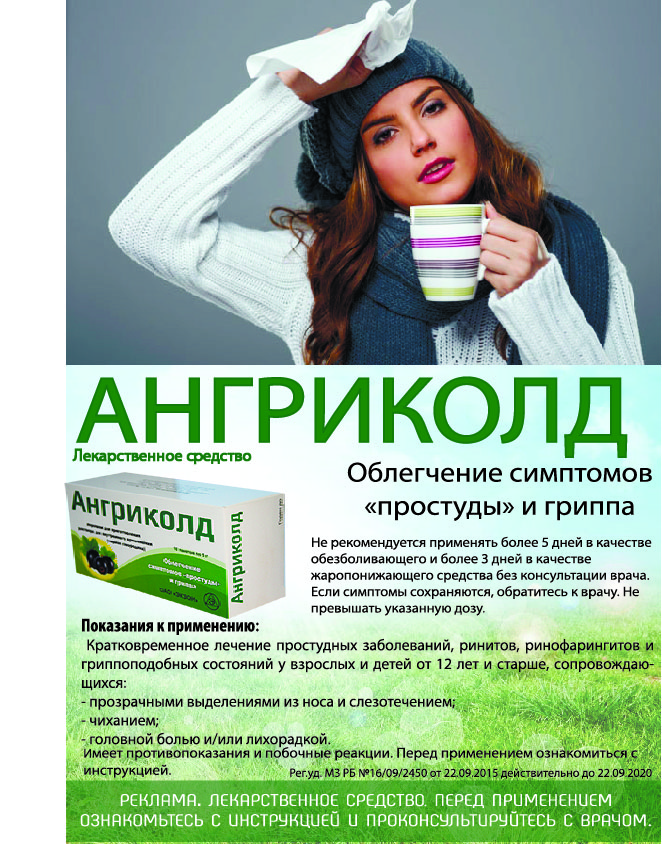 АНГРИКОЛД
Лекарственное средство
Облегчение симптомов
«простуды» и гриппа
Ангриколд
Облегчение
симптомов «простуды»
и гриппа
ОАО «ЭКЗОН»
Ангриколд
Не рекомендуется применять более 5 дней в качестве
обезболивающего и более 3 дней в качестве
жаропонижающего средства без консультации врача.
Если симптомы сохраняются, обратитесь к врачу. Не
превышать указанную дозу.
Показания к применению:
Кратковременное лечение простудных заболеваний, ринитов, ринофарингитов и
гриппоподобных состояний у взрослых и детей от 12 лет и старше, сопровождаю-
щихся:
- прозрачными выделениями из носа и слезотечением;
- чиханием;
- головной болью и/или лихорадкой.
Имеет противопоказания и побочные реакции. Перед применением ознакомиться с
инструкцией.
Рег.уд. МЗ РБ №16/09/2450 от 22.09.2015 действительно до 22.09.2020
РЕКЛАМА. ЛЕКАРСТВЕННОЕ СРЕДСТВО. ПЕРЕД ПРИМЕНЕНИЕМ
ОЗНАКОМЬТЕСЬ С ИНСТРУКЦИЕЙ И ПРОКОНСУЛЬТИРУЙТЕСЬ С ВРАЧОМ.